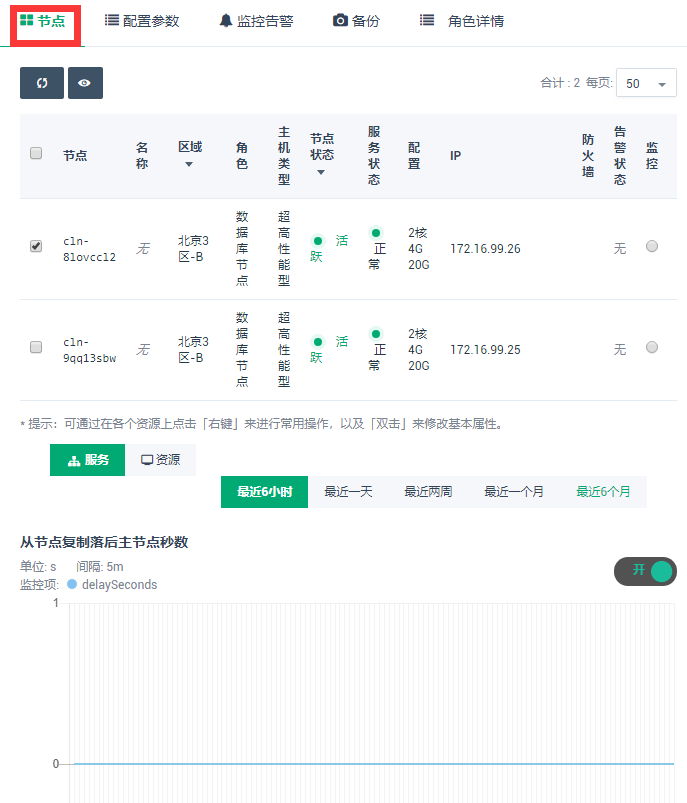 节点 配置参数 监控告警 备份 角色详情
合计 : 2 每页: 50
节点 名称 区域 角色 主机类型 节点状态 服务状态 配置 IP 防火墙 告警状态 监控
cln-8lovccl2 无 北京3区-B 数据库节点 超高性能型 活跃 正常 2核4G20G 172.16.99.26 无
cln-9qq13sbw 无 北京3区-B 数据库节点 超高性能型 活跃 正常 2核4G20G 172.16.99.25 无
* 提示：可通过在各个资源上点击「右键」来进行常用操作，以及「双击」来修改基本属性。
服务 资源
最近6小时 最近一天 最近两周 最近一个月 最近6个月
从节点复制落后主节点秒数
单位: s 间隔: 5m
监控项: delaySeconds
开
1
0